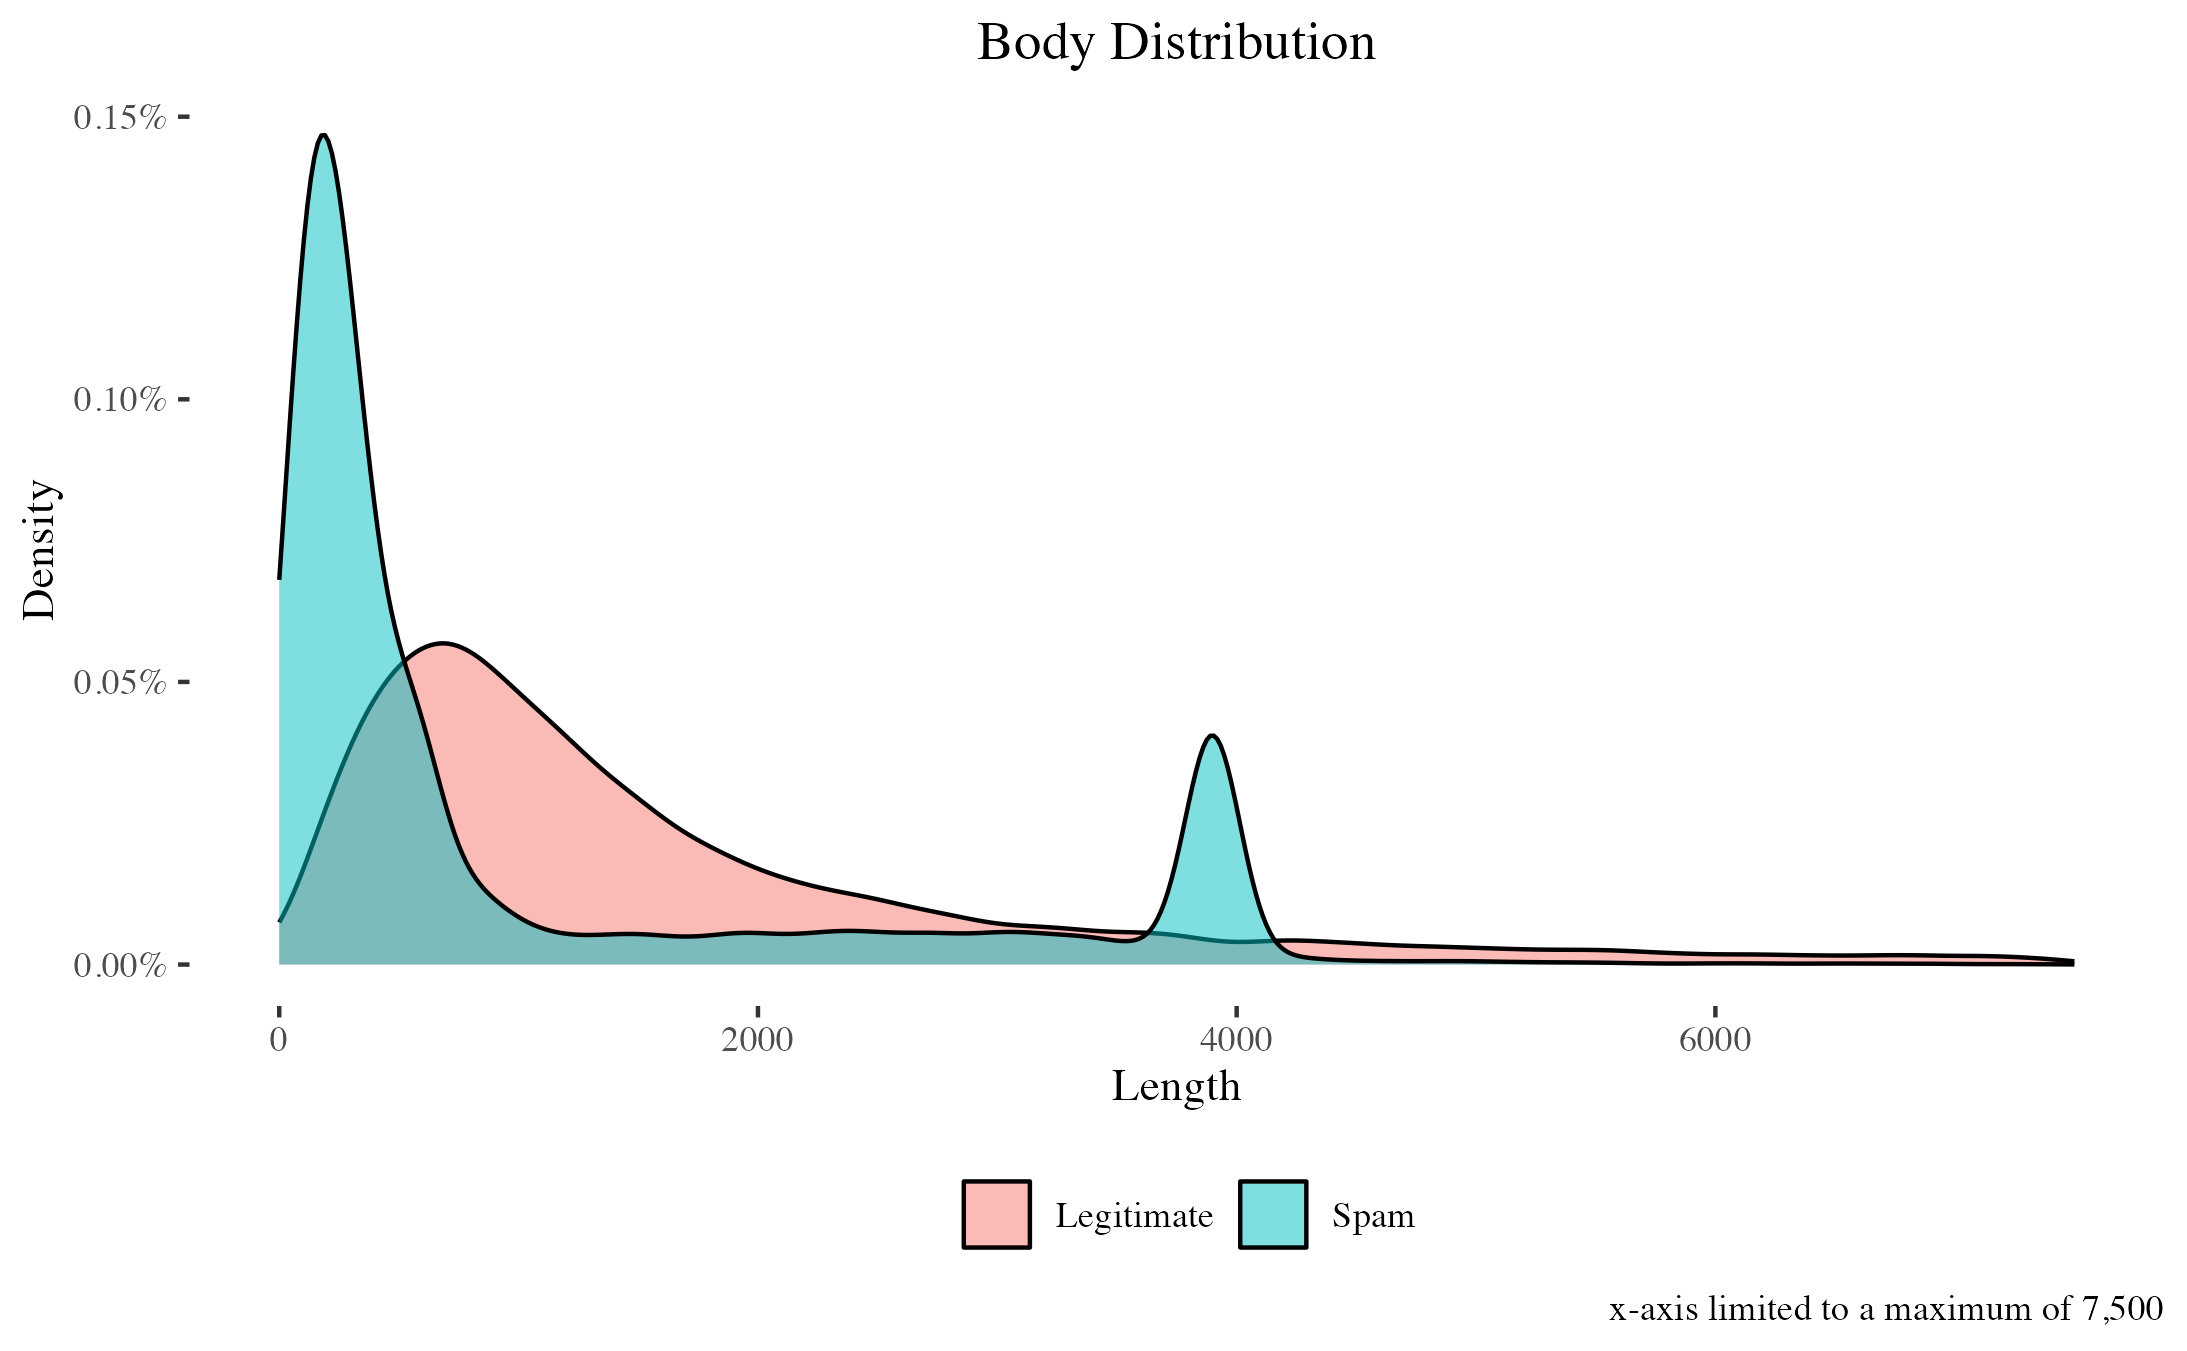 Body Distribution
0.15%
0.10%
0.05%
0.00%
Density
0 2000 4000 6000
Length
Legitimate Spam
x-axis limited to a maximum of 7,500